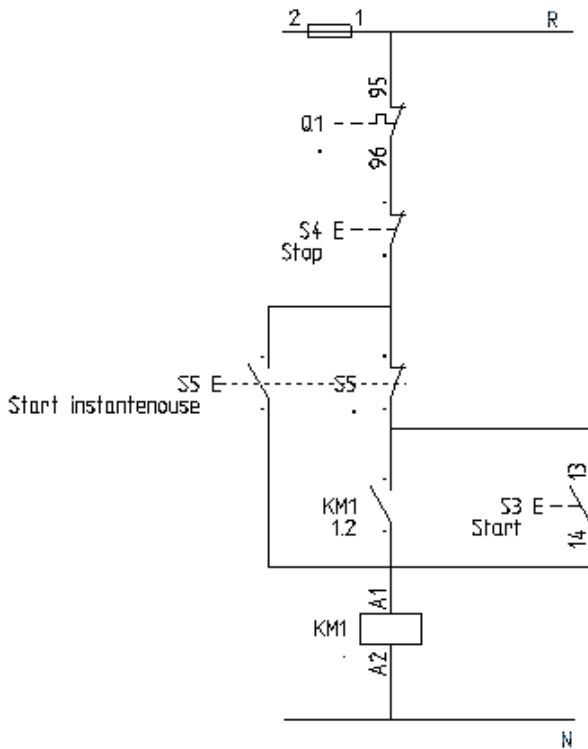 2 1 R
95
Q1
96
S4 E
Stop
S5 E S5
Start instantenouse
13
KM1 S3 E
1.2 Start
14
A1
KM1
A2
N